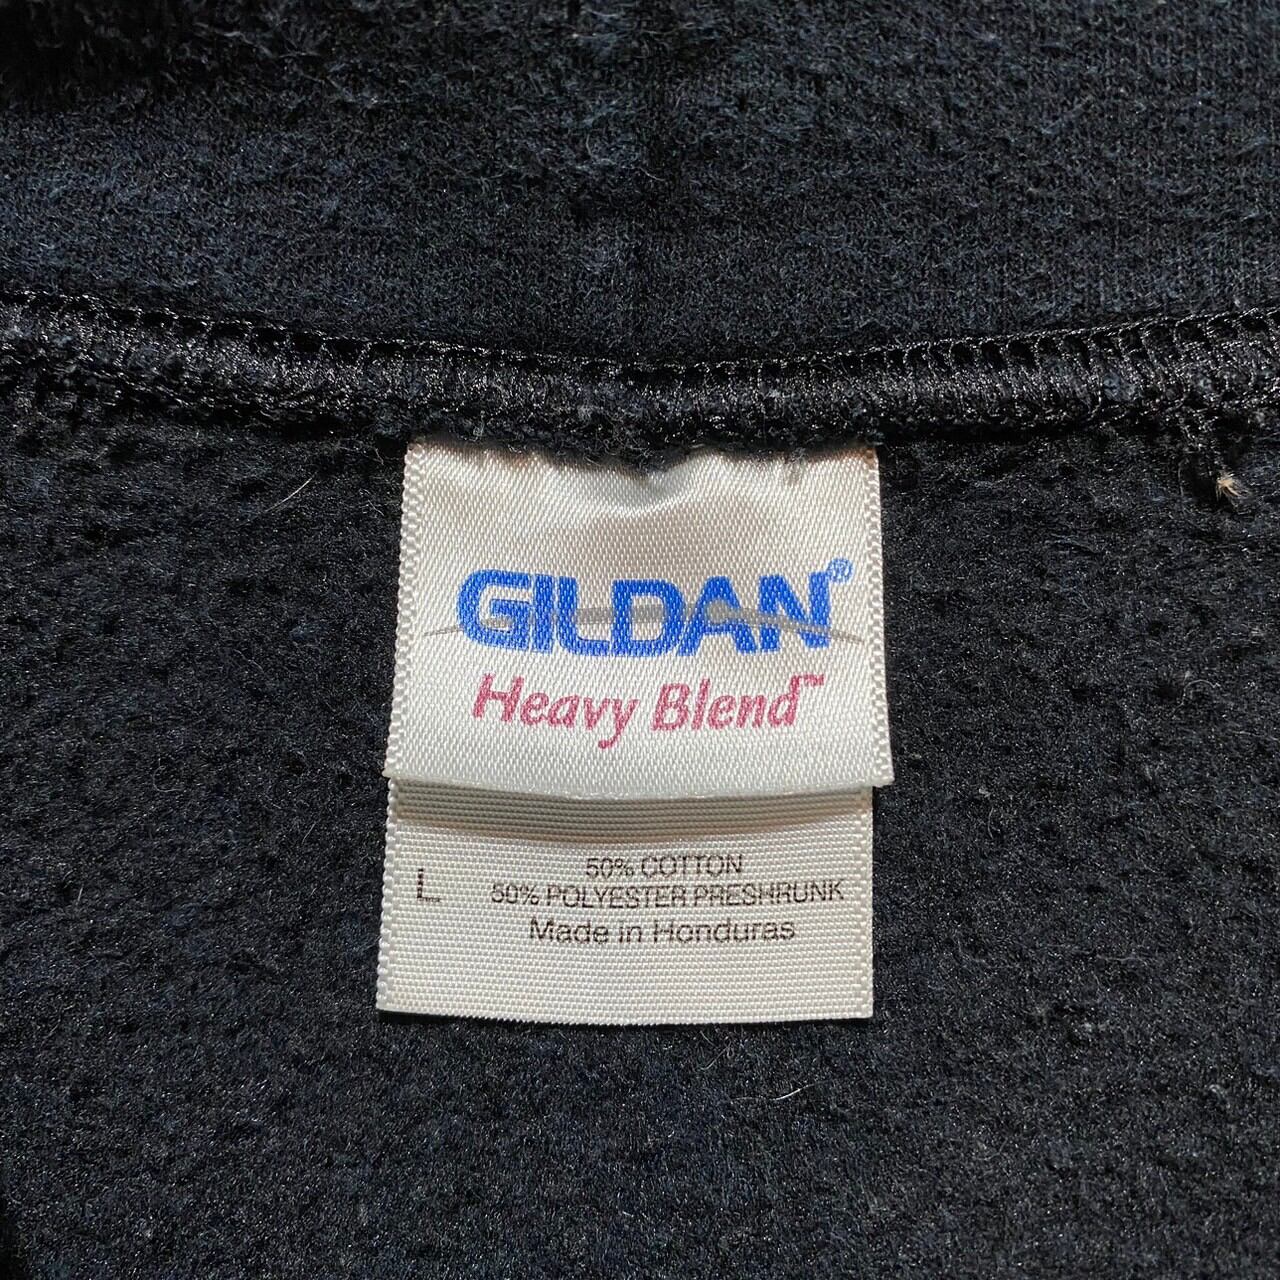 GILDAN®
Heavy Blend™
L
50% COTTON
50% POLYESTER PRESHRUNK
Made in Honduras